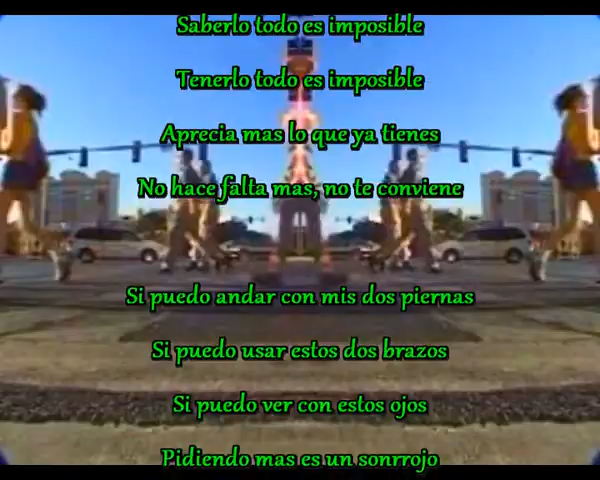 Saberlo todo es imposible
Tenerlo todo es imposible
Aprecia mas lo que ya tienes
No hace falta mas, no te conviene
Si puedo andar con mis dos piernas
Si puedo usar estos dos brazos
Si puedo ver con estos ojos
Pidiendo mas es un sonrrojo